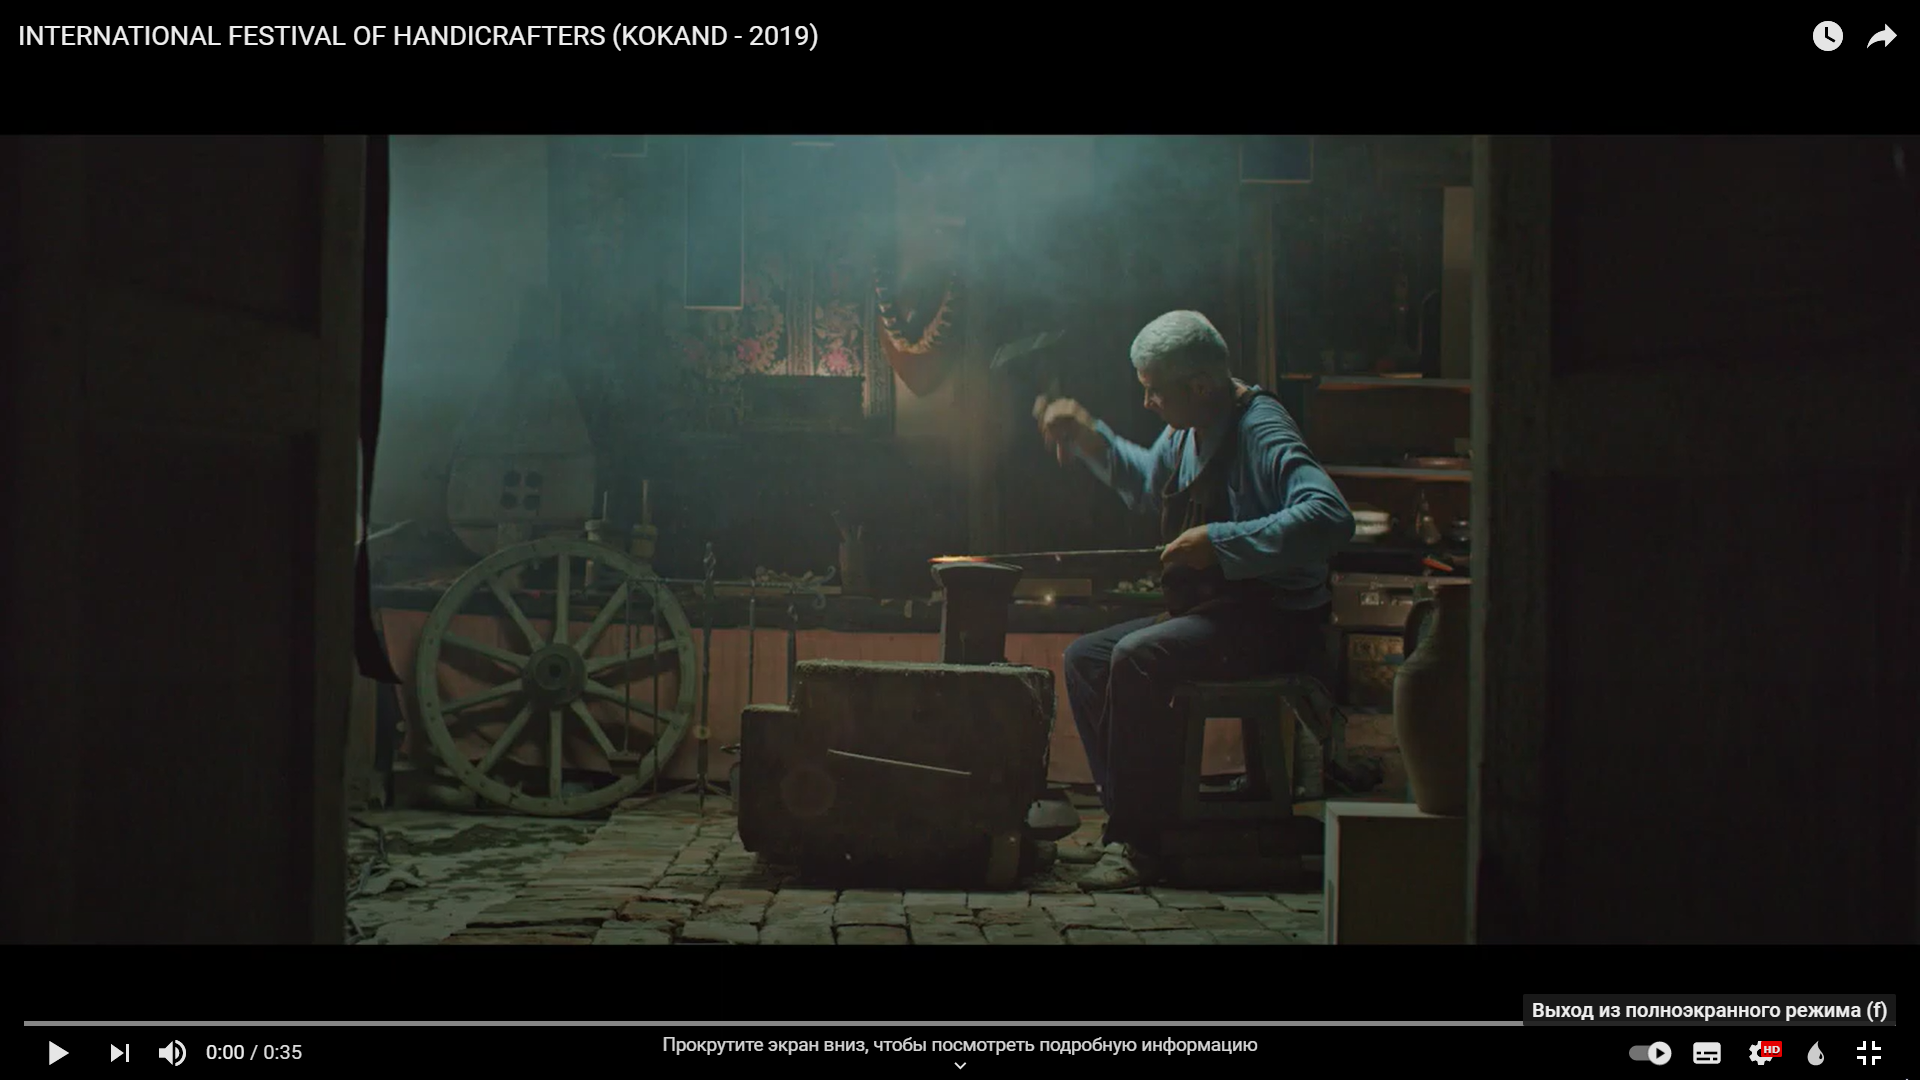 INTERNATIONAL FESTIVAL OF HANDICRAFTERS (KOKAND - 2019)
Выход из полноэкранного режима (f)
0:00 / 0:35
Прокрутите экран вниз, чтобы посмотреть подробную информацию
HD